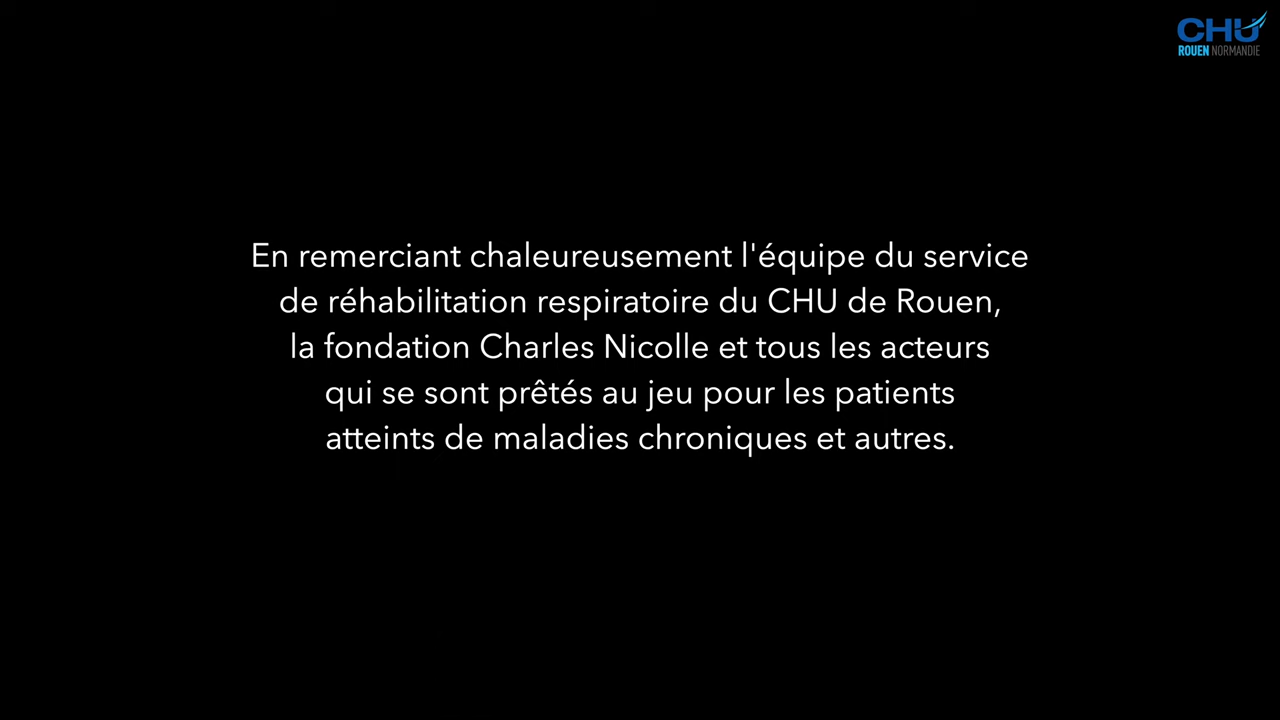 CHU
ROUEN NORMANDIE
En remerciant chaleureusement l'équipe du service
de réhabilitation respiratoire du CHU de Rouen,
la fondation Charles Nicolle et tous les acteurs
qui se sont prêtés au jeu pour les patients
atteints de maladies chroniques et autres.